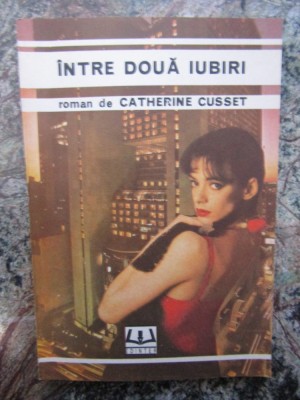 ÎNTRE DOUĂ IUBIRI
roman de CATHERINE CUSSET